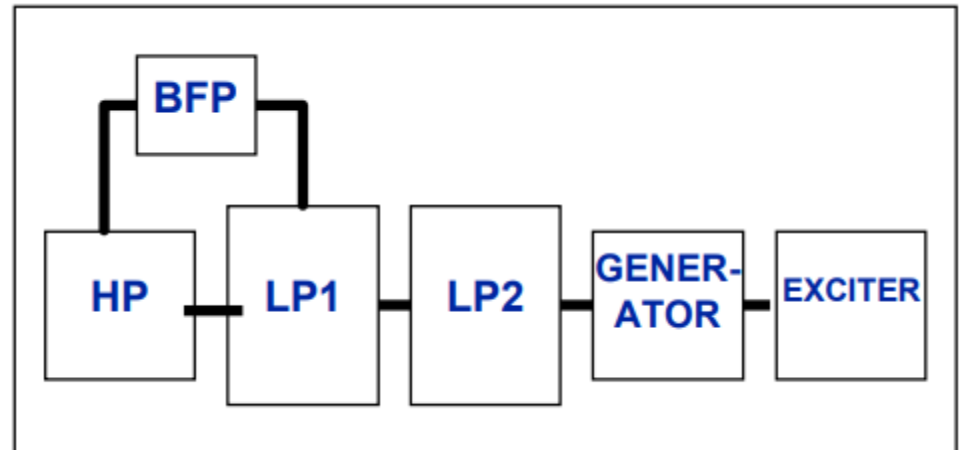 BFP
HP
LP1
LP2
GENER-
ATOR
EXCITER